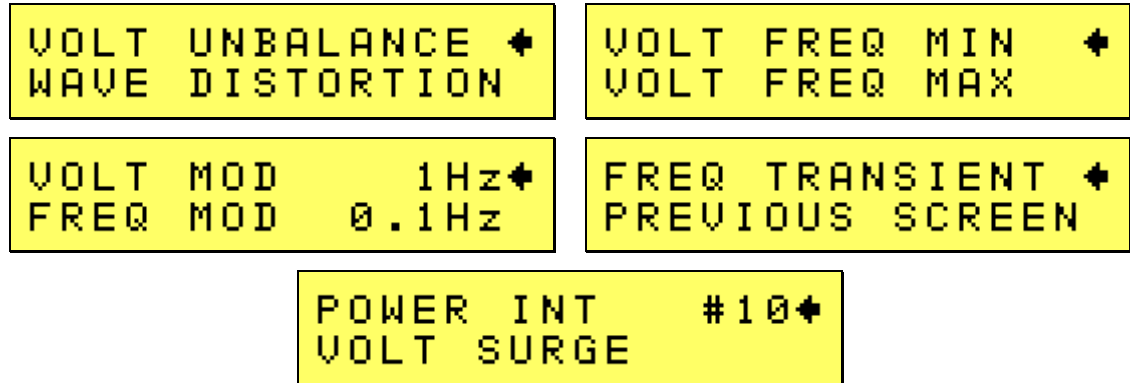 VOLT UNBALANCE ←
WAVE DISTORTION
VOLT FREQ MIN ←
VOLT FREQ MAX
VOLT MOD 1Hz←
FREQ MOD 0.1Hz
FREQ TRANSIENT ←
PREVIOUS SCREEN
POWER INT #10←
VOLT SURGE